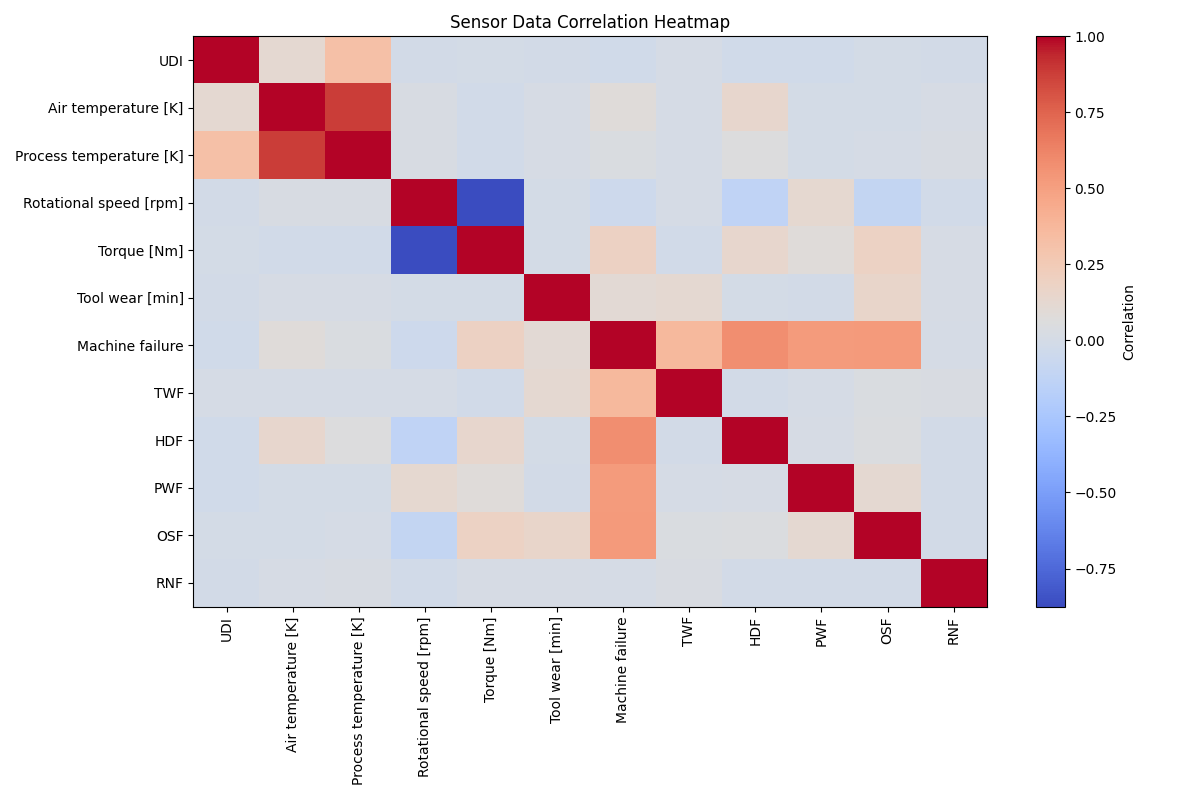 Sensor Data Correlation Heatmap
UDI
Air temperature [K]
Process temperature [K]
Rotational speed [rpm]
Torque [Nm]
Tool wear [min]
Machine failure
TWF
HDF
PWF
OSF
RNF
UDI
Air temperature [K]
Process temperature [K]
Rotational speed [rpm]
Torque [Nm]
Tool wear [min]
Machine failure
TWF
HDF
PWF
OSF
RNF
1.00
0.75
0.50
0.25
0.00
−0.25
−0.50
−0.75
Correlation